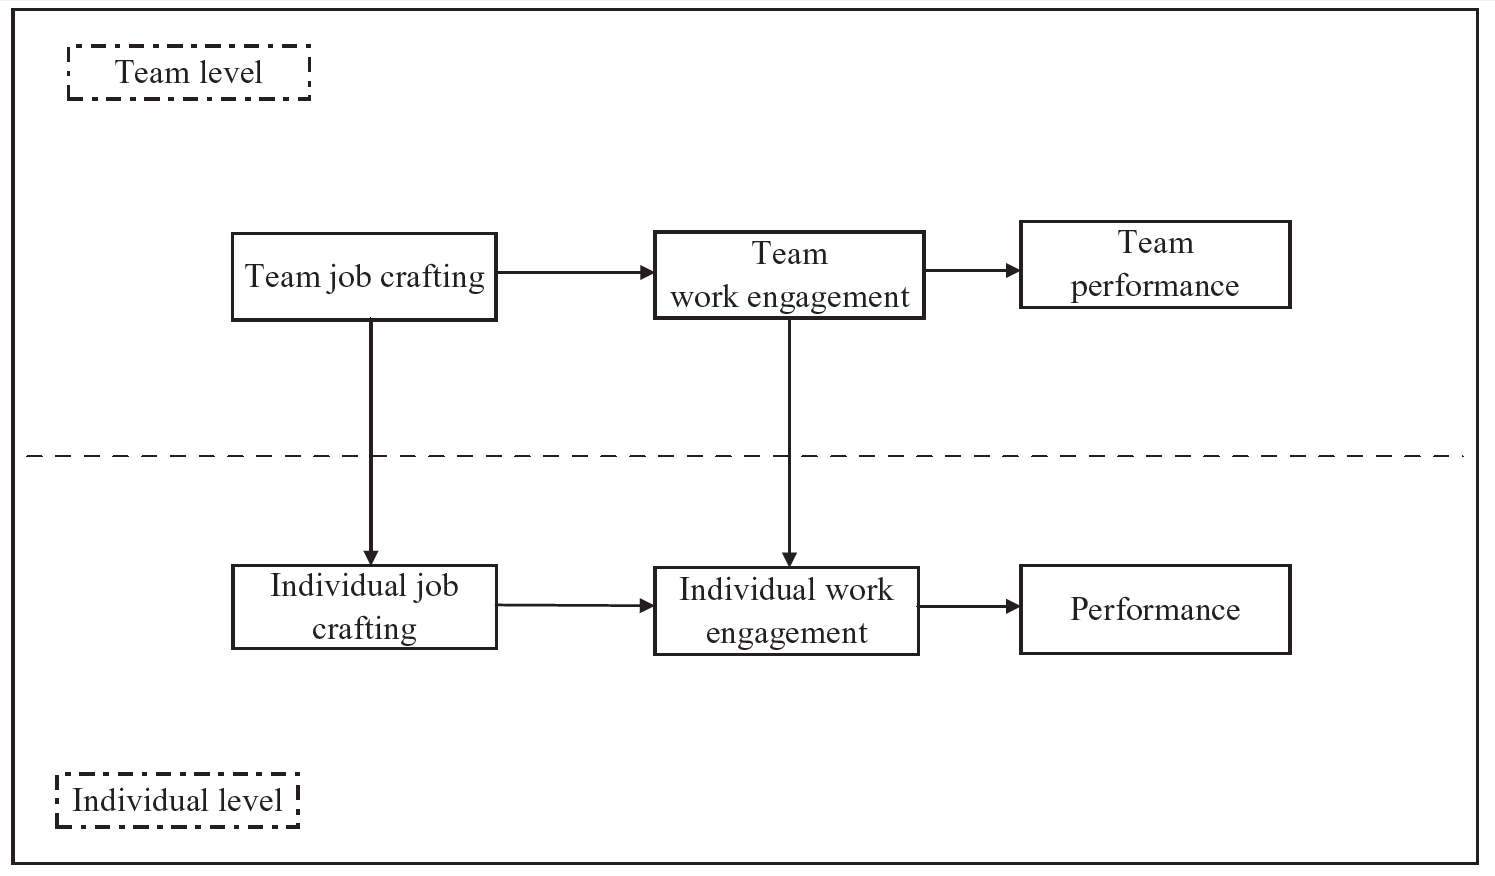 Team level
Team job crafting
Team
work engagement
Team
performance
Individual job
crafting
Individual work
engagement
Performance
Individual level